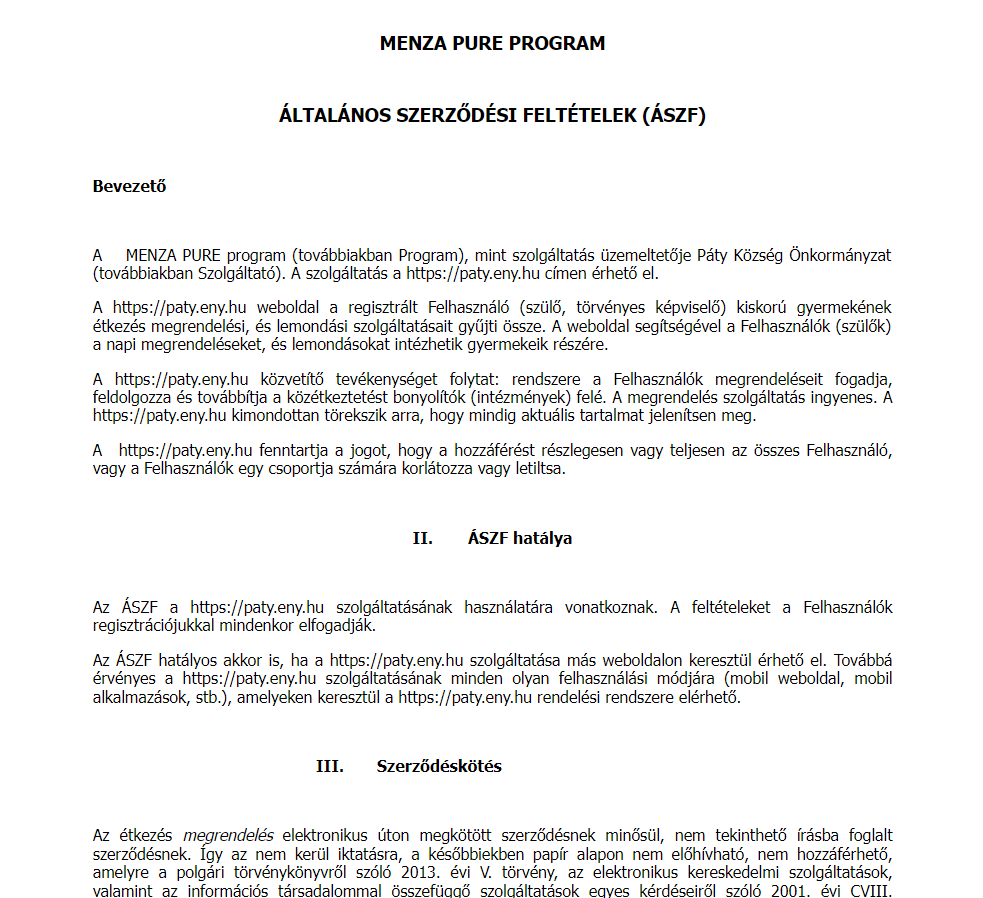 MENZA PURE PROGRAM
ÁLTALÁNOS SZERZŐDÉSI FELTÉTELEK (ÁSZF)
Bevezető
A MENZA PURE program (továbbiakban Program), mint szolgáltatás üzemeltetője Páty Község Önkormányzat
(továbbiakban Szolgáltató). A szolgáltatás a https://paty.eny.hu címen érhető el.
A https://paty.eny.hu weboldal a regisztrált Felhasználó (szülő, törvényes képviselő) kiskorú gyermekének
étkezés megrendelési, és lemondási szolgáltatásait gyűjti össze. A weboldal segítségével a Felhasználók (szülők)
a napi megrendeléseket, és lemondásokat intézhetik gyermekeik részére.
A https://paty.eny.hu közvetítő tevékenységet folytat: rendszere a Felhasználók megrendeléseit fogadja,
feldolgozza és továbbítja a közétkeztetést bonyolítók (intézmények) felé. A megrendelés szolgáltatás ingyenes. A
https://paty.eny.hu kimondottan törekszik arra, hogy mindig aktuális tartalmat jelenítsen meg.
A https://paty.eny.hu fenntartja a jogot, hogy a hozzáférést részlegesen vagy teljesen az összes Felhasználó,
vagy a Felhasználók egy csoportja számára korlátozza vagy letiltsa.
II. ÁSZF hatálya
Az ÁSZF a https://paty.eny.hu szolgáltatásának használatára vonatkoznak. A feltételeket a Felhasználók
regisztrációjukkal mindenkor elfogadják.
Az ÁSZF hatályos akkor is, ha a https://paty.eny.hu szolgáltatása más weboldalon keresztül érhető el. Továbbá
érvényes a https://paty.eny.hu szolgáltatásának minden olyan felhasználási módjára (mobil weboldal, mobil
alkalmazások, stb.), amelyeken keresztül a https://paty.eny.hu rendelési rendszere elérhető.
III. Szerződéskötés
Az étkezés megrendelés elektronikus úton megkötött szerződésnek minősül, nem tekinthető írásba foglalt
szerződésnek. Így az nem kerül iktatásra, a későbbiekben papír alapon nem előhívható, nem hozzáférhető,
amelyre a polgári törvénykönyvről szóló 2013. évi V. törvény, az elektronikus kereskedelmi szolgáltatások,
valamint az információs társadalommal összefüggő szolgáltatások egyes kérdéseiről szóló 2001. évi CVIII.